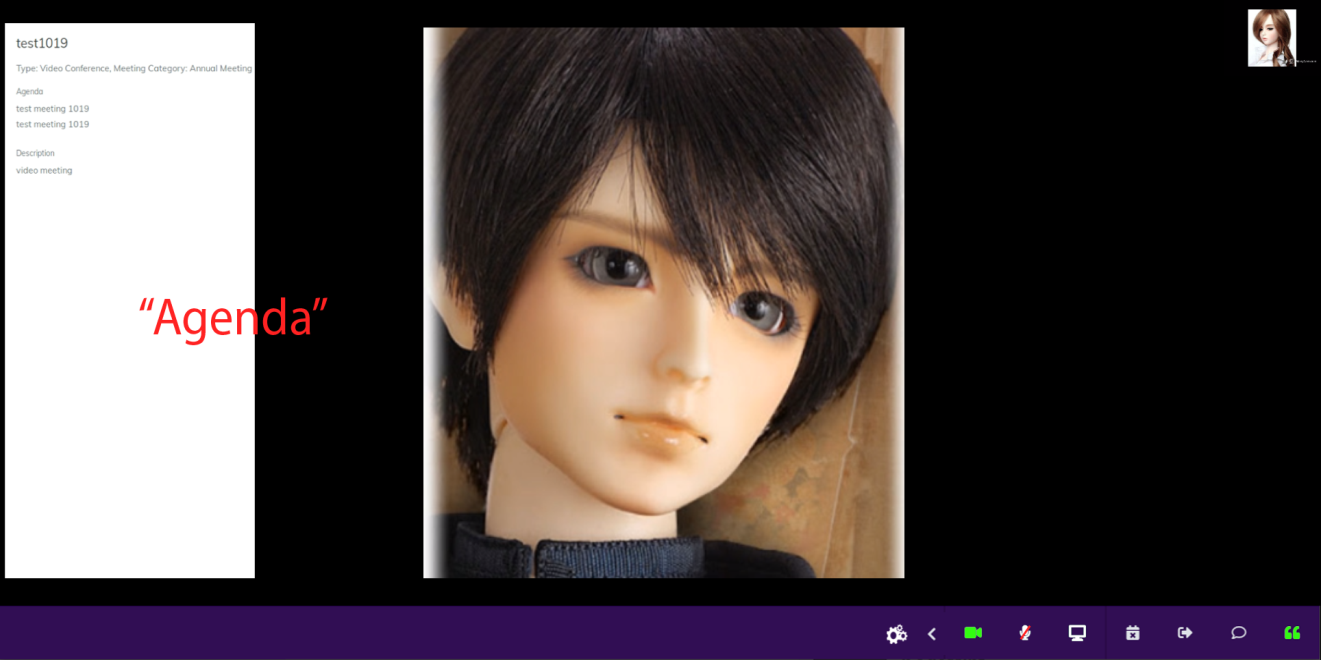 test1019
Type: Video Conference, Meeting Category: Annual Meeting
Agenda
test meeting 1019
test meeting 1019
Description
video meeting
“Agenda”